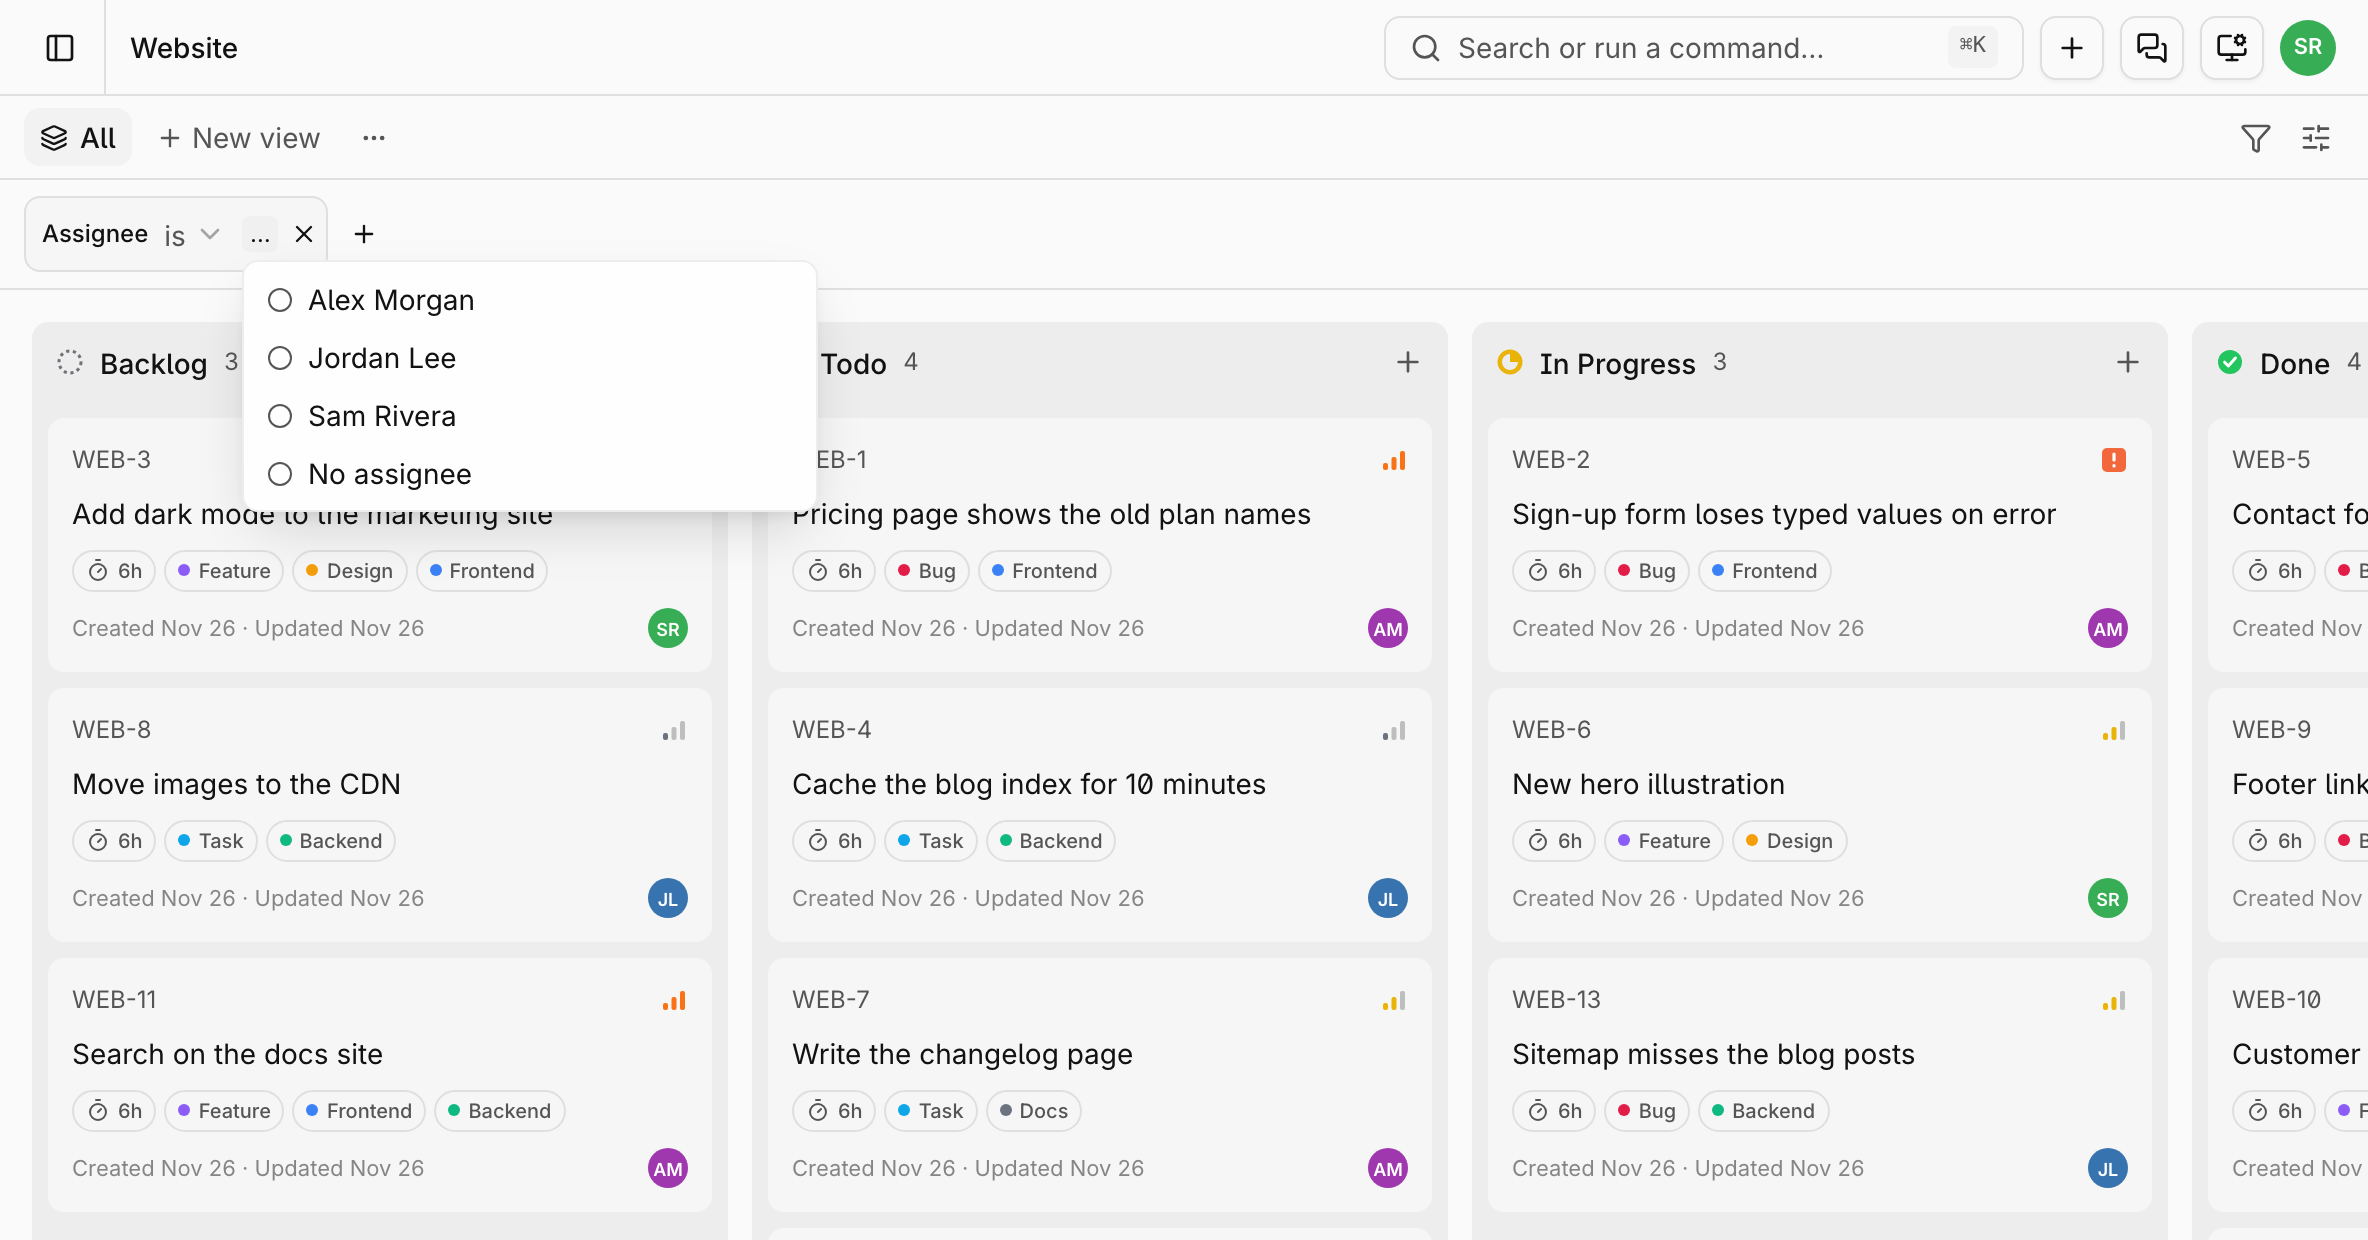 Website
Search or run a command...
⌘K
SR
All
+ New view
...
Assignee is
...
Alex Morgan
Jordan Lee
Sam Rivera
No assignee
Backlog 3
WEB-3
Add dark mode to the marketing site
6h Feature Design Frontend
Created Nov 26 · Updated Nov 26
SR
WEB-8
Move images to the CDN
6h Task Backend
Created Nov 26 · Updated Nov 26
JL
WEB-11
Search on the docs site
6h Feature Frontend Backend
Created Nov 26 · Updated Nov 26
AM
Todo 4
EB-1
Pricing page shows the old plan names
6h Bug Frontend
Created Nov 26 · Updated Nov 26
AM
WEB-4
Cache the blog index for 10 minutes
6h Task Backend
Created Nov 26 · Updated Nov 26
JL
WEB-7
Write the changelog page
6h Task Docs
Created Nov 26 · Updated Nov 26
AM
In Progress 3
WEB-2
Sign-up form loses typed values on error
6h Bug Frontend
Created Nov 26 · Updated Nov 26
AM
WEB-6
New hero illustration
6h Feature Design
Created Nov 26 · Updated Nov 26
SR
WEB-13
Sitemap misses the blog posts
6h Bug Backend
Created Nov 26 · Updated Nov 26
JL
Done 4
WEB-5
Contact fo
6h
Created Nov
WEB-9
Footer link
6h
Created Nov
WEB-10
Customer
6h
Created Nov